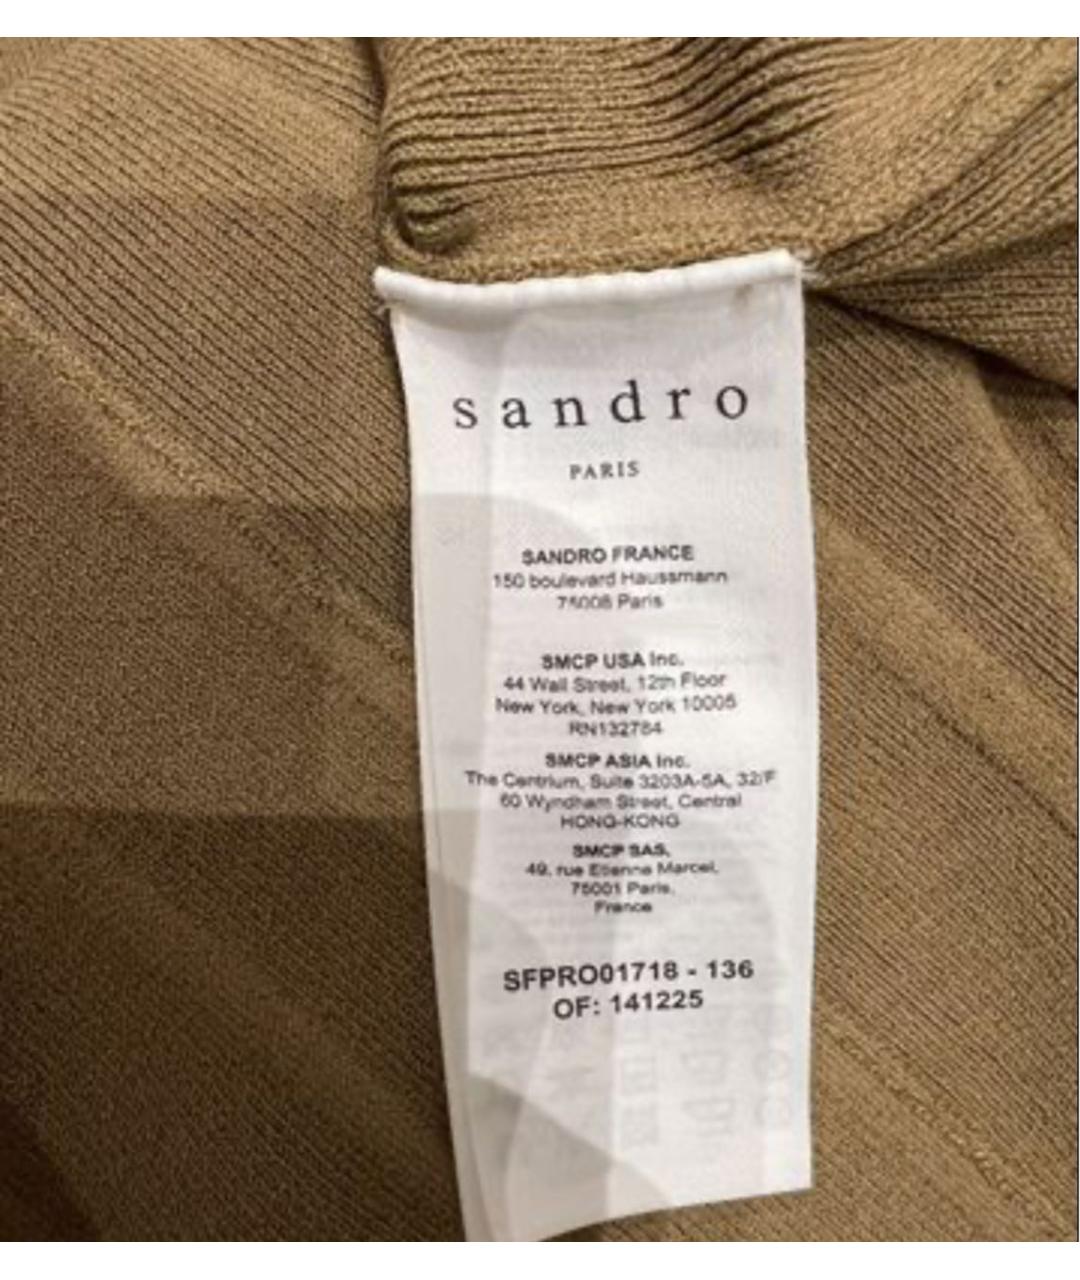 sandro
PARIS
SANDRO FRANCE
150 boulevard Haussmann
75008 Paris
SMCP USA Inc.
44 Wall Street, 12th Floor
New York, New York 10005
RN132784
SMCP ASIA Inc.
The Centrium, Suite 3203A-5A, 32/F
60 Wyndham Street, Central
HONG-KONG
SMCP SAS,
49, rue Etienne Marcel,
75001 Paris,
France
SFPRO01718 - 136
OF: 141225